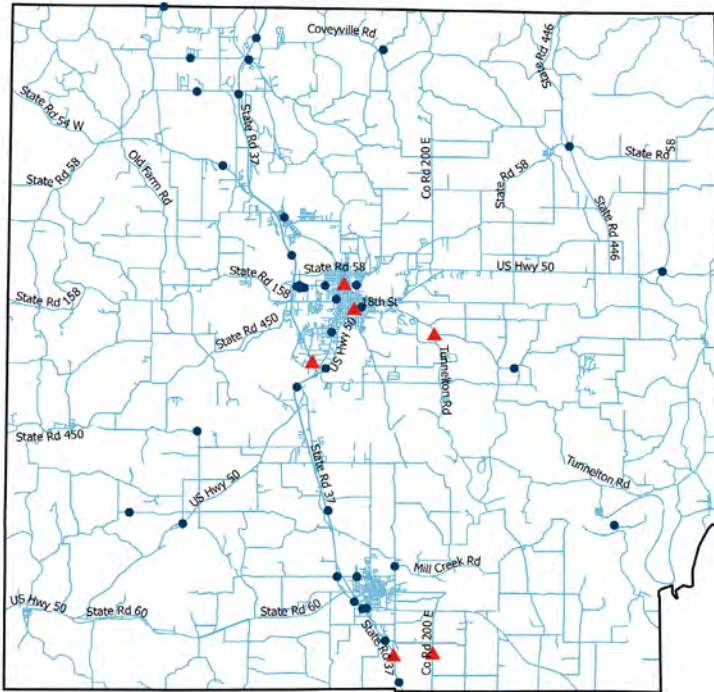 Coveyville Rd
State Rd 446
State Rd 54 W
State Rd 37
Co Rd 200 E
State Rd 58
Old Farm Rd
State Rd 58
State Rd 58
State Rd 446
State Rd 58
US Hwy 50
State Rd 158
State Rd 158
18th St
State Rd 450
US Hwy 50
Tunnelton Rd
State Rd 450
State Rd 37
Tunnelton Rd
US Hwy 50
Mill Creek Rd
US Hwy 50
State Rd 60
State Rd 60
State Rd 37
Co Rd 200 E